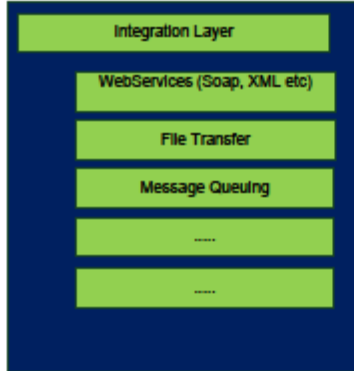 Integration Layer
WebServices (Soap, XML etc)
File Transfer
Message Queuing
.....
.....